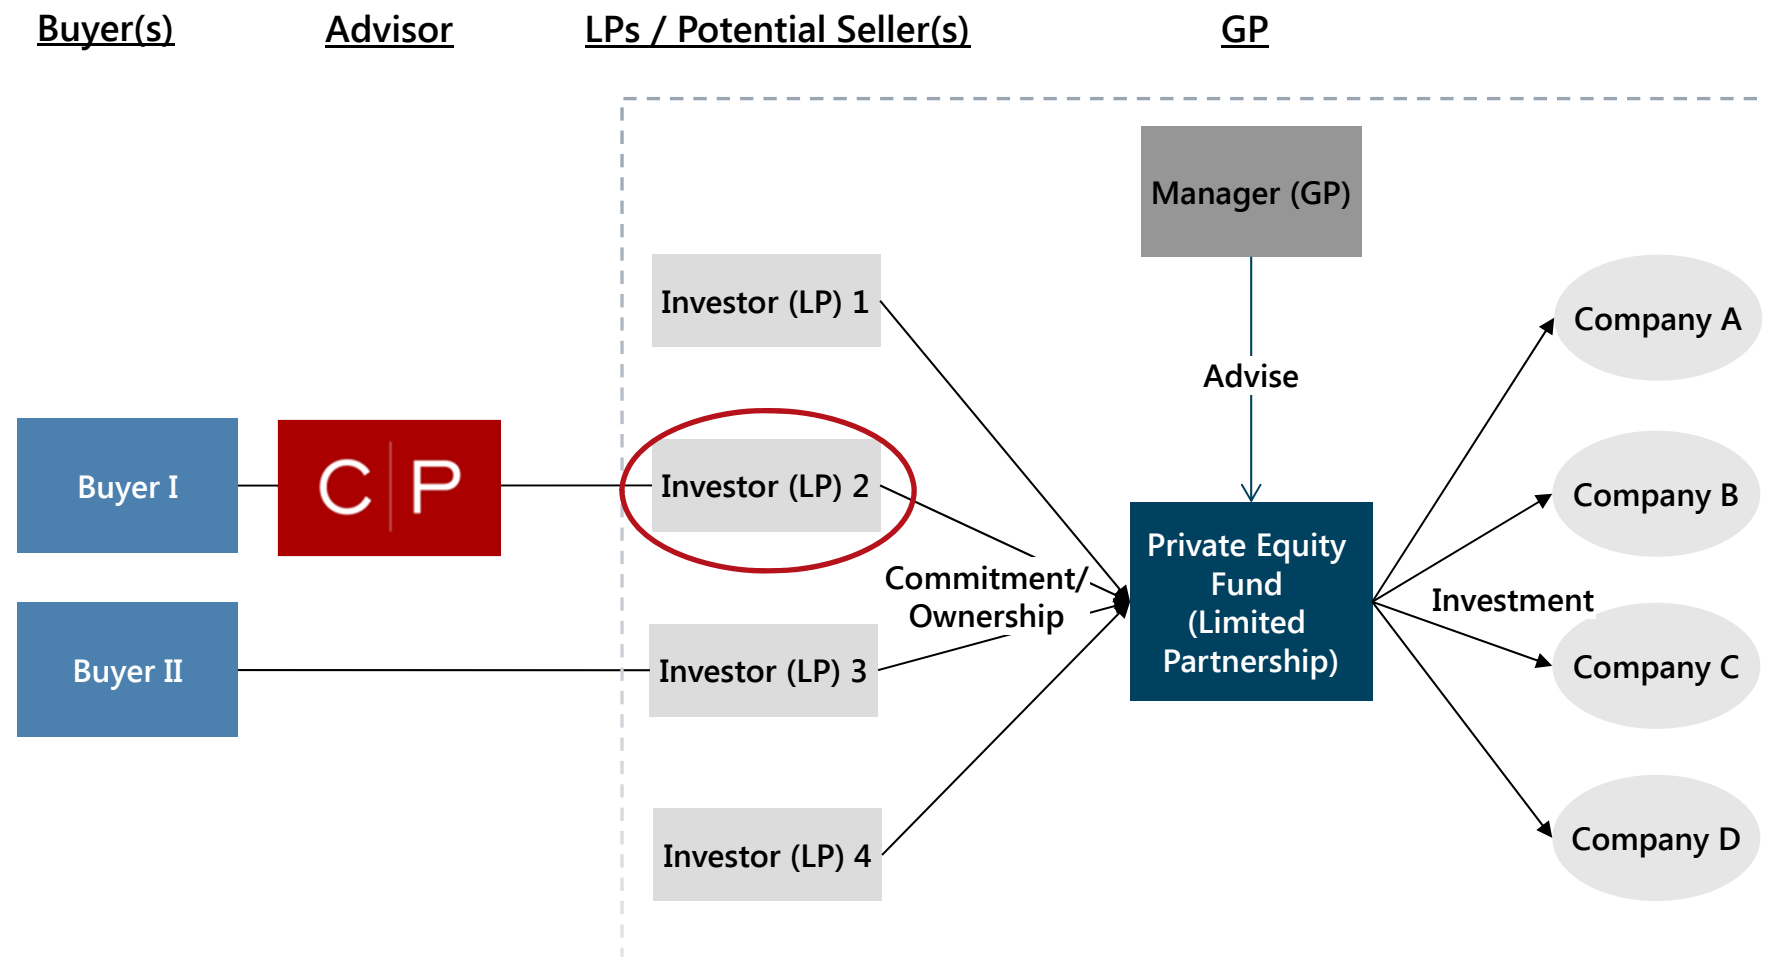 Buyer(s)
Advisor
LPs / Potential Seller(s)
GP
Manager (GP)
Investor (LP) 1
Company A
Advise
Buyer I
C|P
Investor (LP) 2
Company B
Private Equity
Fund
(Limited
Partnership)
Commitment/
Ownership
Investment
Buyer II
Investor (LP) 3
Company C
Investor (LP) 4
Company D